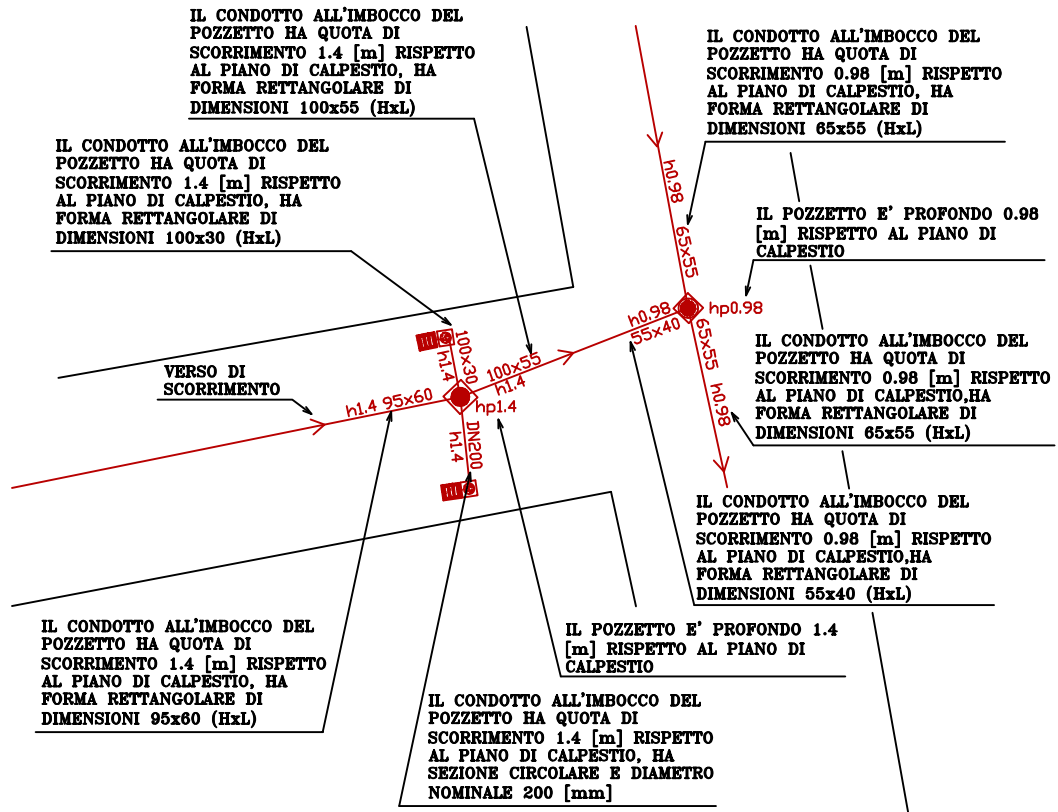 IL CONDOTTO ALL'IMBOCCO DEL
POZZETTO HA QUOTA DI
SCORRIMENTO 1.4 [m] RISPETTO
AL PIANO DI CALPESTIO, HA
FORMA RETTANGOLARE DI
DIMENSIONI 100x55 (HxL)
IL CONDOTTO ALL'IMBOCCO DEL
POZZETTO HA QUOTA DI
SCORRIMENTO 0.98 [m] RISPETTO
AL PIANO DI CALPESTIO, HA
FORMA RETTANGOLARE DI
DIMENSIONI 65x55 (HxL)
IL CONDOTTO ALL'IMBOCCO DEL
POZZETTO HA QUOTA DI
SCORRIMENTO 1.4 [m] RISPETTO
AL PIANO DI CALPESTIO, HA
FORMA RETTANGOLARE DI
DIMENSIONI 100x30 (HxL)
h0.98
65x55
IL POZZETTO E' PROFONDO 0.98
[m] RISPETTO AL PIANO DI
CALPESTIO
h0.98
55x40
hp0.98
65x55
h0.98
100x30
h1.4
100x55
h1.4
VERSO DI
SCORRIMENTO
h1.4 95x60
hp1.4
DN200
h1.4
IL CONDOTTO ALL'IMBOCCO DEL
POZZETTO HA QUOTA DI
SCORRIMENTO 0.98 [m] RISPETTO
AL PIANO DI CALPESTIO,HA
FORMA RETTANGOLARE DI
DIMENSIONI 65x55 (HxL)
IL CONDOTTO ALL'IMBOCCO DEL
POZZETTO HA QUOTA DI
SCORRIMENTO 0.98 [m] RISPETTO
AL PIANO DI CALPESTIO,HA
FORMA RETTANGOLARE DI
DIMENSIONI 55x40 (HxL)
IL CONDOTTO ALL'IMBOCCO DEL
POZZETTO HA QUOTA DI
SCORRIMENTO 1.4 [m] RISPETTO
AL PIANO DI CALPESTIO, HA
FORMA RETTANGOLARE DI
DIMENSIONI 95x60 (HxL)
IL POZZETTO E' PROFONDO 1.4
[m] RISPETTO AL PIANO DI
CALPESTIO
IL CONDOTTO ALL'IMBOCCO DEL
POZZETTO HA QUOTA DI
SCORRIMENTO 1.4 [m] RISPETTO
AL PIANO DI CALPESTIO, HA
SEZIONE CIRCOLARE E DIAMETRO
NOMINALE 200 [mm]